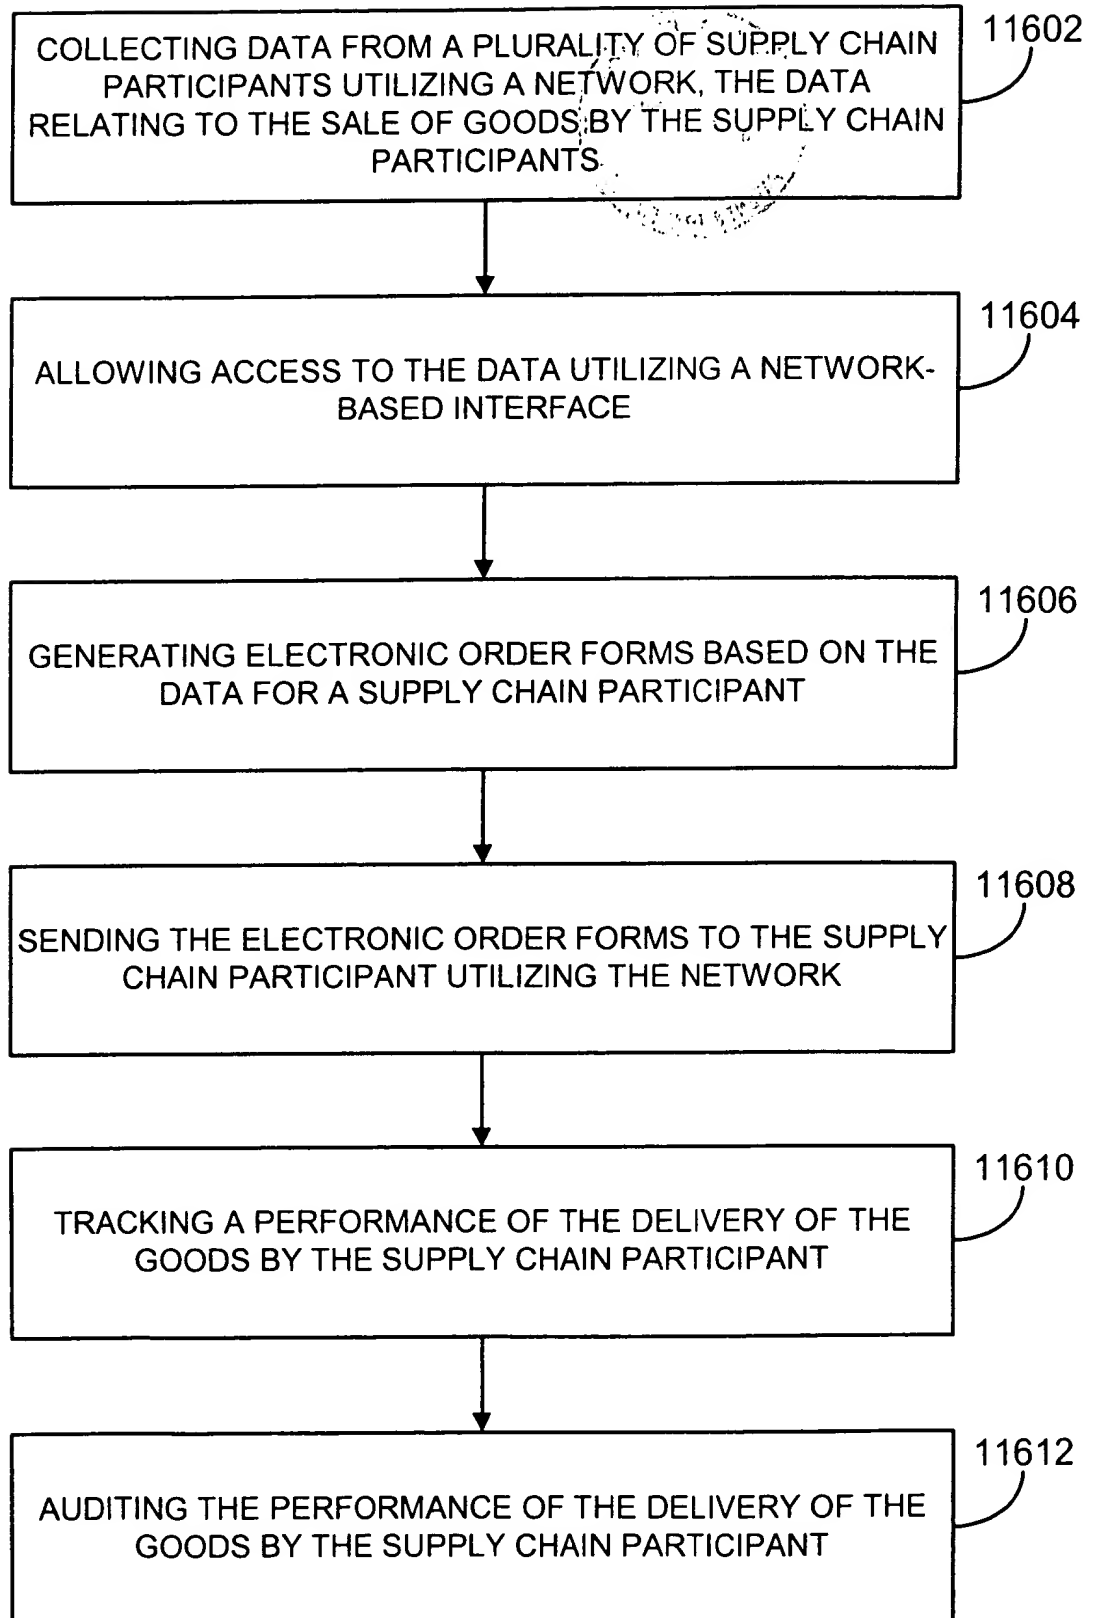 COLLECTING DATA FROM A PLURALITY OF SUPPLY CHAIN
PARTICIPANTS UTILIZING A NETWORK, THE DATA
RELATING TO THE SALE OF GOODS BY THE SUPPLY CHAIN
PARTICIPANTS
11602
ALLOWING ACCESS TO THE DATA UTILIZING A NETWORK-
BASED INTERFACE
11604
GENERATING ELECTRONIC ORDER FORMS BASED ON THE
DATA FOR A SUPPLY CHAIN PARTICIPANT
11606
SENDING THE ELECTRONIC ORDER FORMS TO THE SUPPLY
CHAIN PARTICIPANT UTILIZING THE NETWORK
11608
TRACKING A PERFORMANCE OF THE DELIVERY OF THE
GOODS BY THE SUPPLY CHAIN PARTICIPANT
11610
AUDITING THE PERFORMANCE OF THE DELIVERY OF THE
GOODS BY THE SUPPLY CHAIN PARTICIPANT
11612